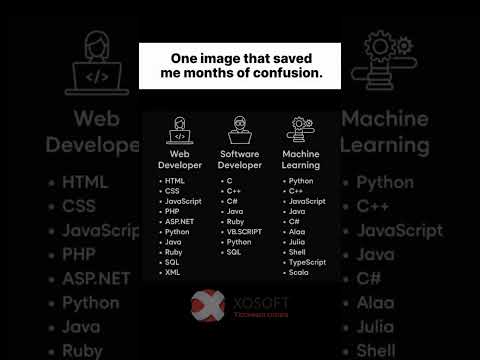 One image that saved
me months of confusion.
Web
Developer
• HTML
• CSS
• JavaScript
• PHP
• ASP.NET
• Python
• Java
• Ruby
• SQL
• XML
Software
Developer
• C
• C++
• C#
• Java
• Ruby
• VB.SCRIPT
• Python
• SQL
Machine
Learning
• Python
• C++
• JavaScript
• Java
• C#
• Alaa
• Julia
• Shell
• TypeScript
• Scala
XOSOFT
Web
Developer
• HTML
• CSS
• JavaScript
• PHP
• ASP.NET
• Python
• Java
• Ruby
Machine
Learning
• Python
• C++
• JavaScript
• Java
• C#
• Alaa
• Julia
• Shell